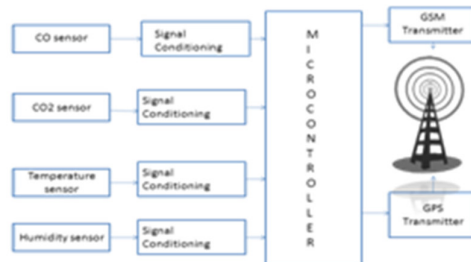 CO sensor
Signal
Conditioning
CO2 sensor
Signal
Conditioning
Temperature
sensor
Signal
Conditioning
Humidity sensor
Signal
Conditioning
MICROCONTROLLER
GSM
Transmitter
GPS
Transmitter